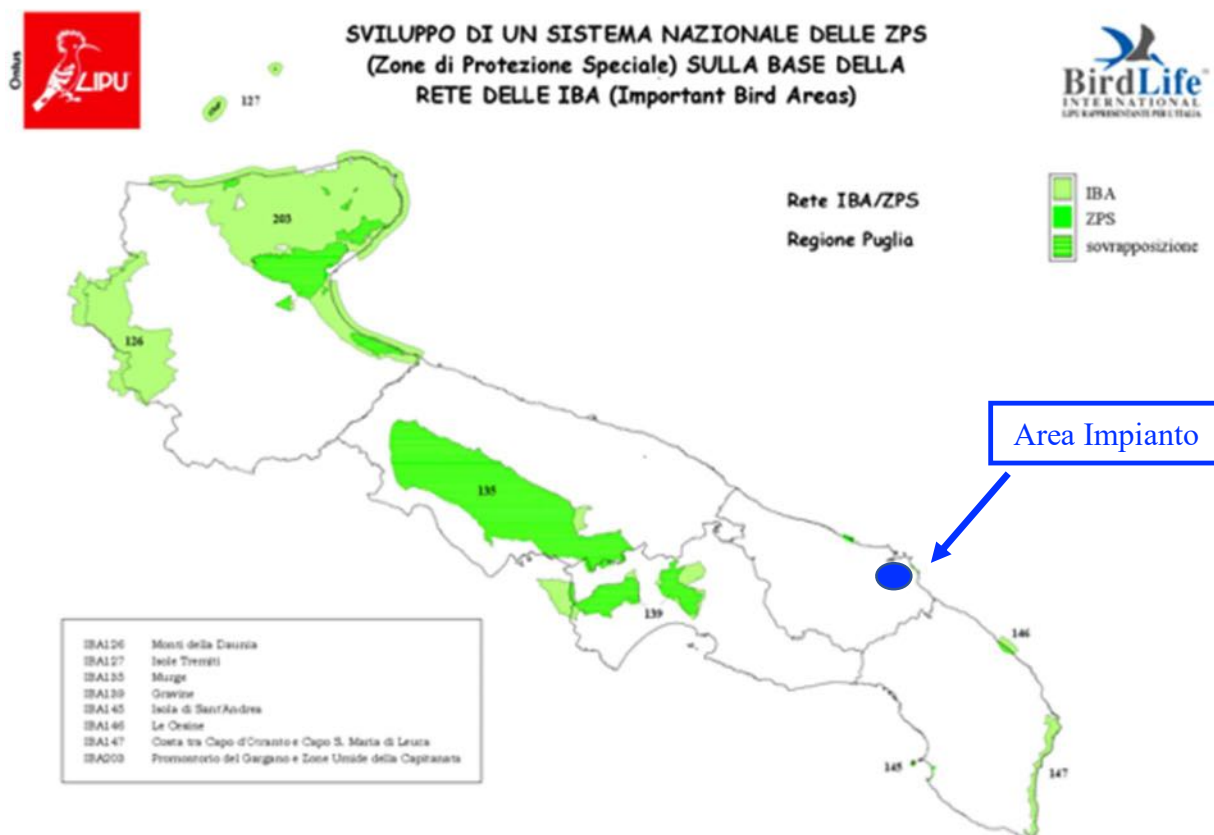 Onlus
LIPU
SVILUPPO DI UN SISTEMA NAZIONALE DELLE ZPS
(Zone di Protezione Speciale) SULLA BASE DELLA
RETE DELLE IBA (Important Bird Areas)
BirdLife
INTERNATIONAL
LIPU RAPPRESENTANTE PER L'ITALIA
127
203
Rete IBA/ZPS
Regione Puglia
IBA
ZPS
sovrapposizione
126
Area Impianto
135
139
146
145
147
IBA126 Monti della Daunia
IBA127 Isole Tremiti
IBA135 Murge
IBA139 Gravine
IBA145 Isola di Sant'Andrea
IBA146 Le Cesine
IBA147 Costa tra Capo d'Otranto e Capo S. Maria di Leuca
IBA203 Promontorio del Gargano e Zone Umide della Capitanata